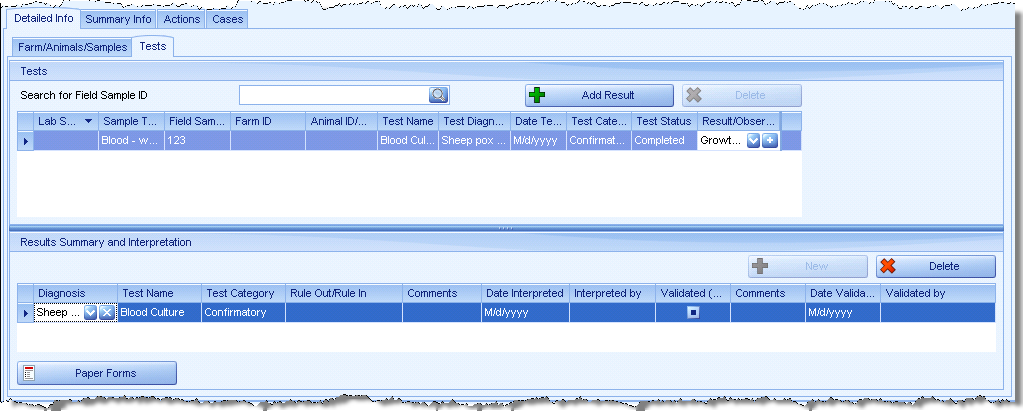 Detailed Info Summary Info Actions Cases
Farm/Animals/Samples Tests
Tests
Search for Field Sample ID Add Result Delete
Lab S... Sample T... Field Sam... Farm ID Animal ID/... Test Name Test Diagn... Date Te... Test Cate... Test Status Result/Obser...
Blood - w... 123 Blood Cul... Sheep pox ... M/d/yyyy Confirmat... Completed Growt...
Results Summary and Interpretation
New Delete
Diagnosis Test Name Test Category Rule Out/Rule In Comments Date Interpreted Interpreted by Validated (... Comments Date Valida... Validated by
Sheep ... Blood Culture Confirmatory M/d/yyyy M/d/yyyy
Paper Forms